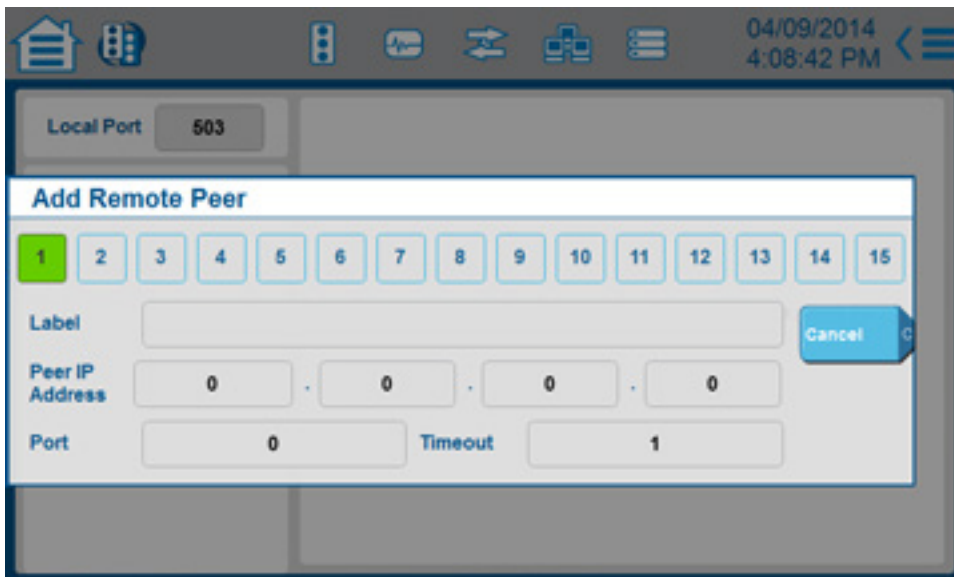 04/09/2014
4:08:42 PM
Local Port 503
Add Remote Peer
1 2 3 4 5 6 7 8 9 10 11 12 13 14 15
Label
Cancel C
Peer IP
Address 0 . 0 . 0 . 0
Port 0 Timeout 1